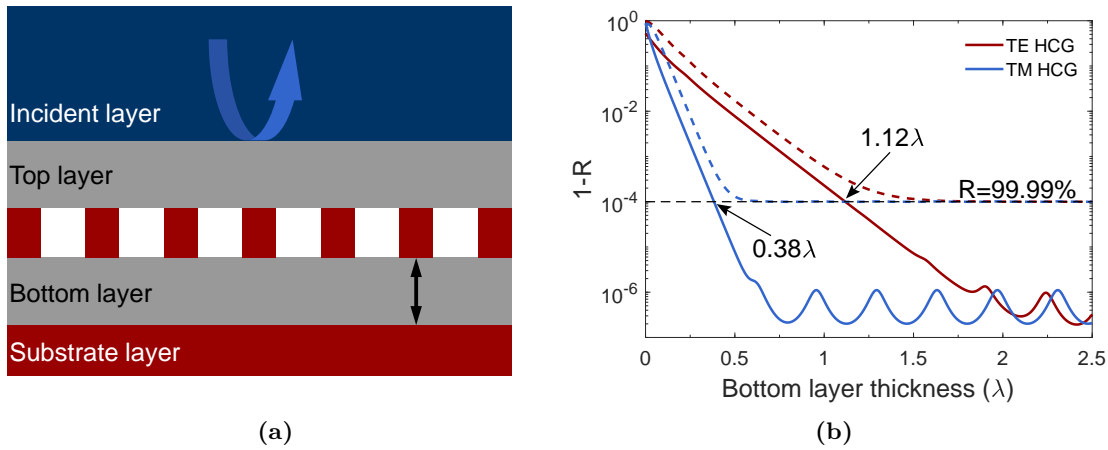 Incident layer
Top layer
Bottom layer
Substrate layer
(a)
10^0
10^-2
10^-4
10^-6
1-R
TE HCG
TM HCG
1.12λ
R=99.99%
0.38λ
0
0.5
1
1.5
2
2.5
Bottom layer thickness (λ)
(b)